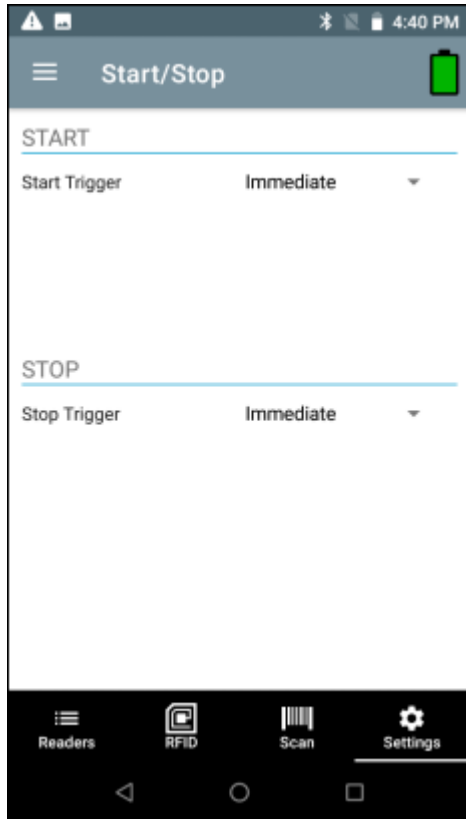 4:40 PM
Start/Stop
START
Start Trigger Immediate
STOP
Stop Trigger Immediate
Readers RFID Scan Settings